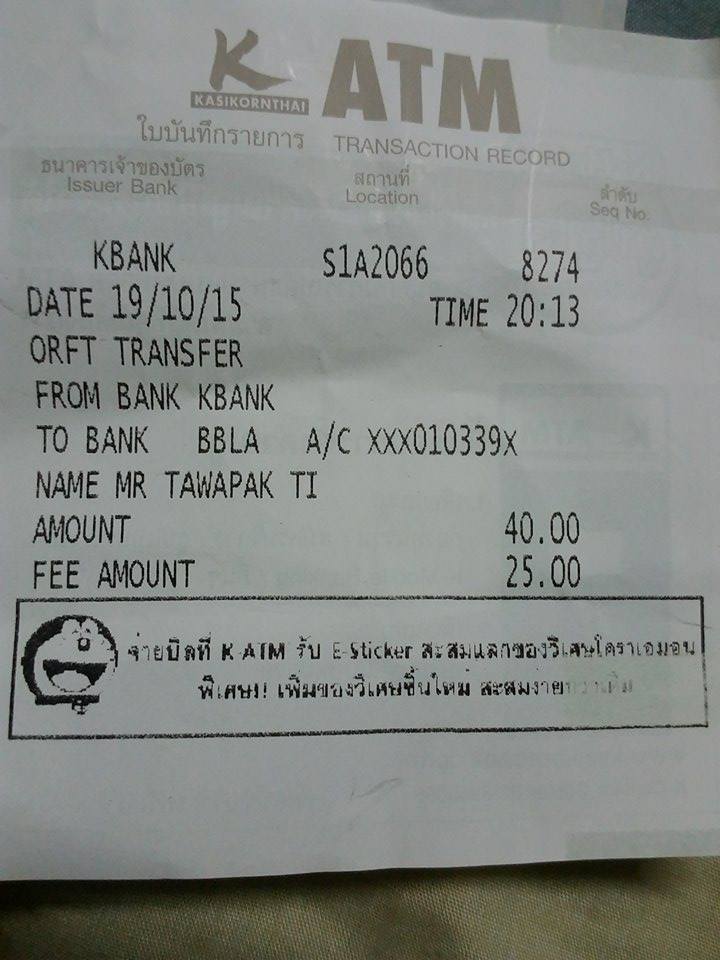 K ATM
KASIKORNTHAI
ใบบันทึกรายการ TRANSACTION RECORD
ธนาคารเจ้าของบัตร สถานที่ ลำดับ
Issuer Bank Location Seq No.
KBANK S1A2066 8274
DATE 19/10/15 TIME 20:13
ORFT TRANSFER
FROM BANK KBANK
TO BANK BBLA A/C XXX010339X
NAME MR TAWAPAK TI
AMOUNT 40.00
FEE AMOUNT 25.00
จ่ายบิลที่ K-ATM รับ E-Sticker สะสมแลกของวิเศษโดราเอมอน
พิเศษ!! เพิ่มของวิเศษชิ้นใหม่ สะสมง่าย